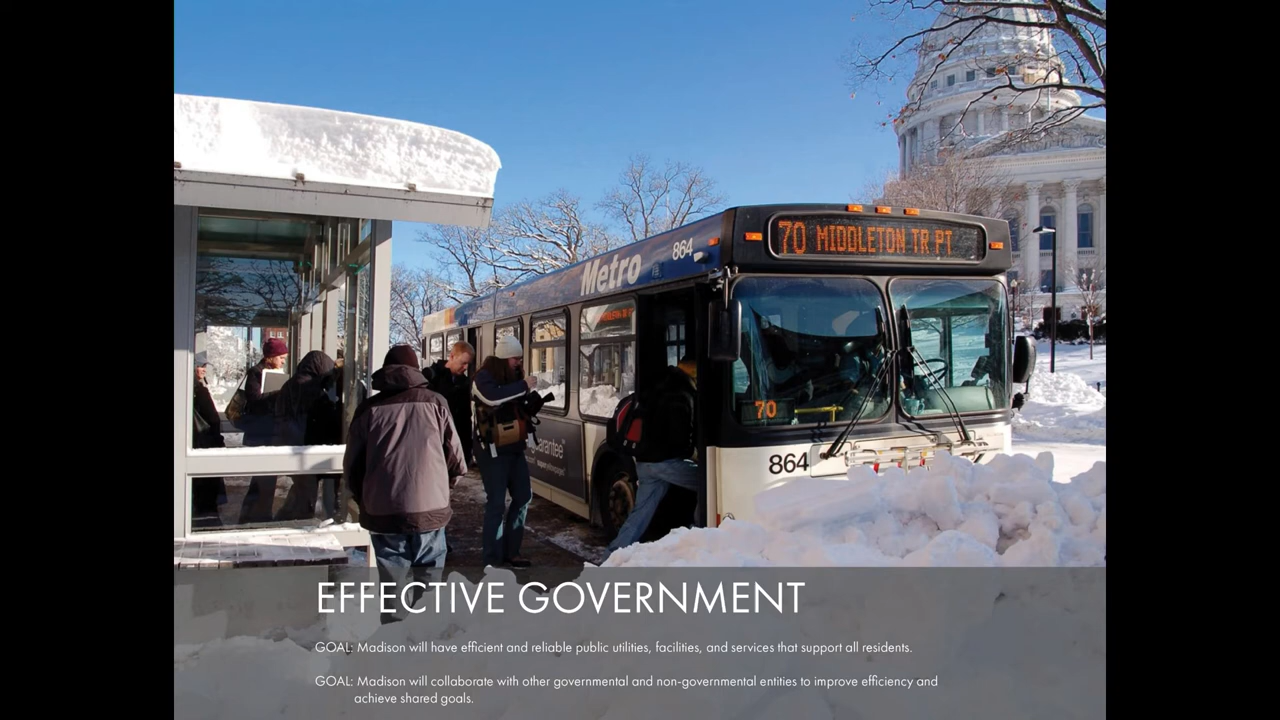 70 MIDDLETON TR PT
864
Metro
70
864
EFFECTIVE GOVERNMENT
GOAL: Madison will have efficient and reliable public utilities, facilities, and services that support all residents.
GOAL: Madison will collaborate with other governmental and non-governmental entities to improve efficiency and
achieve shared goals.